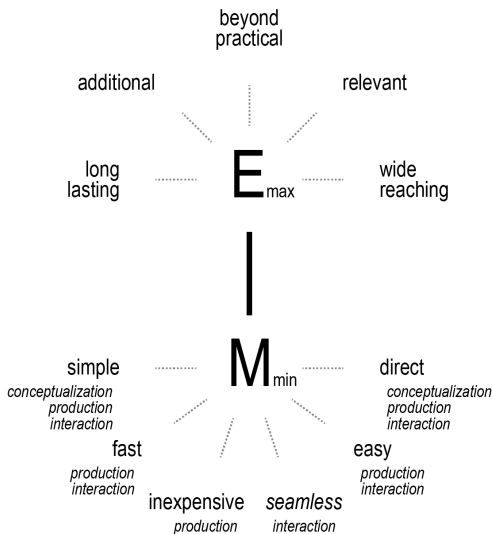 beyond
practical
additional
relevant
long
lasting
E max
wide
reaching
M min
simple
conceptualization
production
interaction
direct
conceptualization
production
interaction
fast
production
interaction
easy
production
interaction
inexpensive
production
seamless
interaction